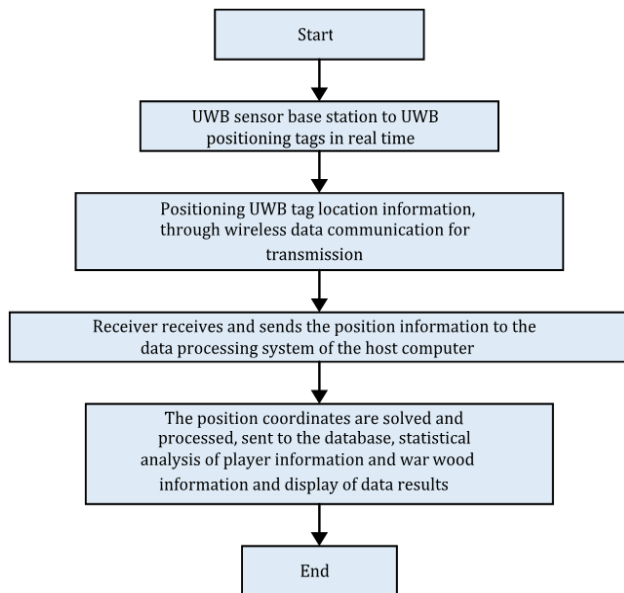 Start
UWB sensor base station to UWB
positioning tags in real time
Positioning UWB tag location information,
through wireless data communication for
transmission
Receiver receives and sends the position information to the
data processing system of the host computer
The position coordinates are solved and
processed, sent to the database, statistical
analysis of player information and war wood
information and display of data results
End